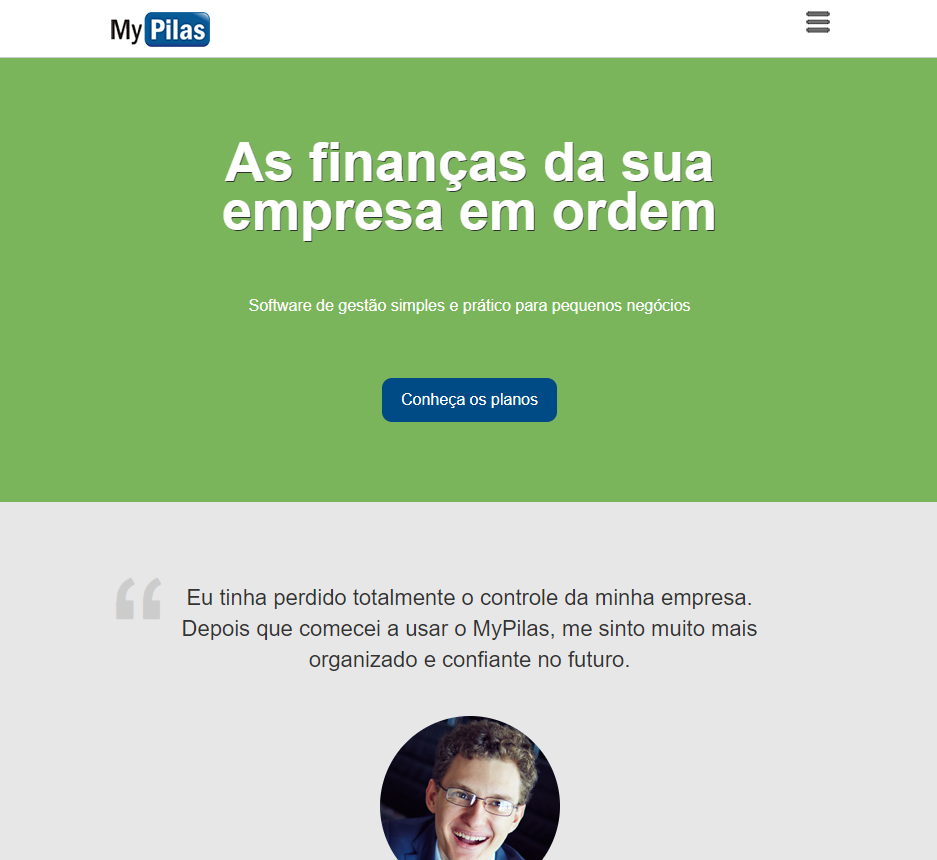 My Pilas
As finanças da sua
empresa em ordem
Software de gestão simples e prático para pequenos negócios
Conheça os planos
“
Eu tinha perdido totalmente o controle da minha empresa.
Depois que comecei a usar o MyPilas, me sinto muito mais
organizado e confiante no futuro.